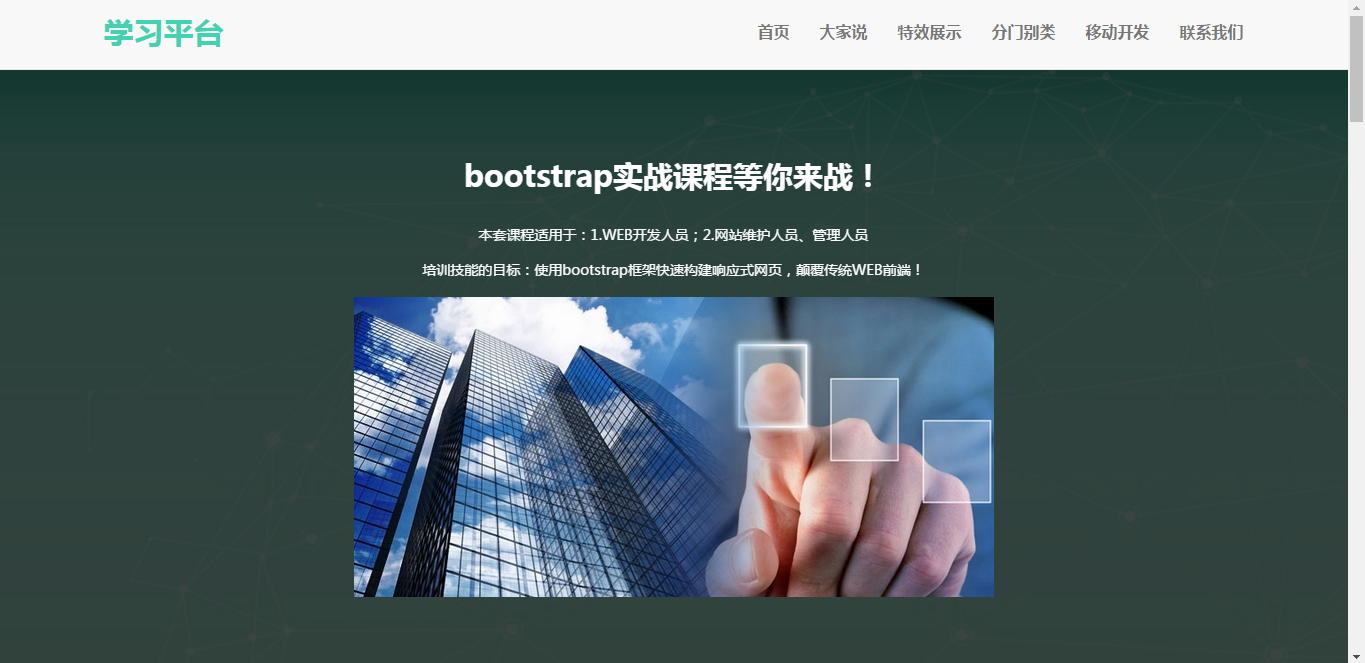 学习平台
首页 大家说 特效展示 分门别类 移动开发 联系我们
bootstrap实战课程等你来战！
本套课程适用于：1.WEB开发人员；2.网站维护人员、管理人员
培训技能的目标：使用bootstrap框架快速构建响应式网页，颠覆传统WEB前端！